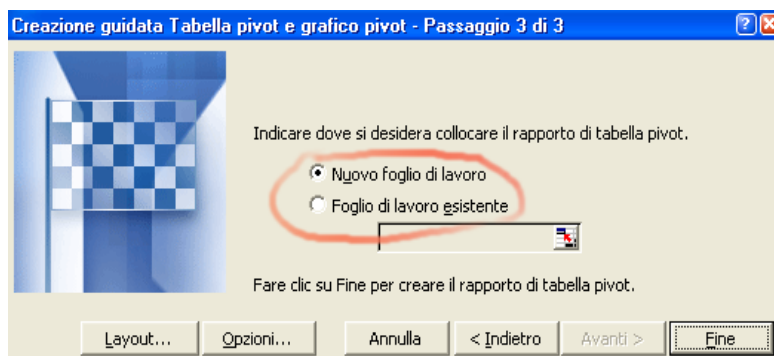 Creazione guidata Tabella pivot e grafico pivot - Passaggio 3 di 3
Indicare dove si desidera collocare il rapporto di tabella pivot.
Nuovo foglio di lavoro
Foglio di lavoro esistente
Fare clic su Fine per creare il rapporto di tabella pivot.
Layout... Opzioni... Annulla < Indietro Avanti > Fine